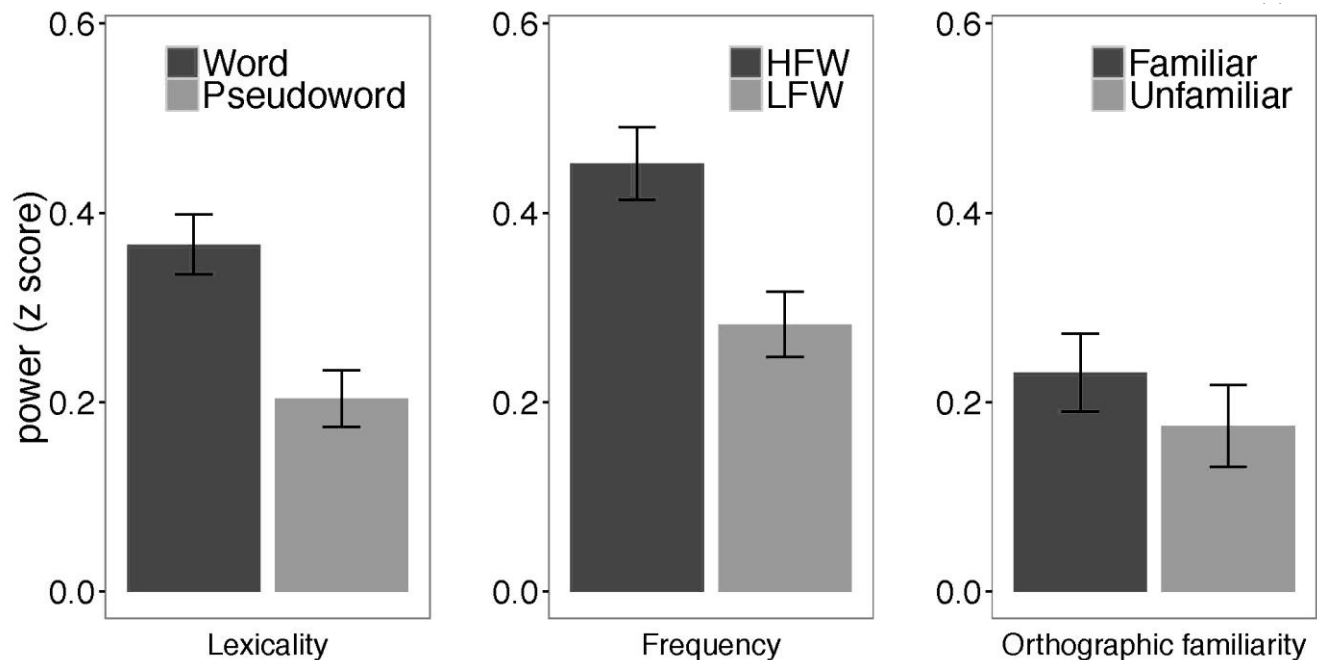 power (z score)
0.6
0.4
0.2
0.0
Word
Pseudoword
Lexicality
0.6
0.4
0.2
0.0
HFW
LFW
Frequency
0.6
0.4
0.2
0.0
Familiar
Unfamiliar
Orthographic familiarity